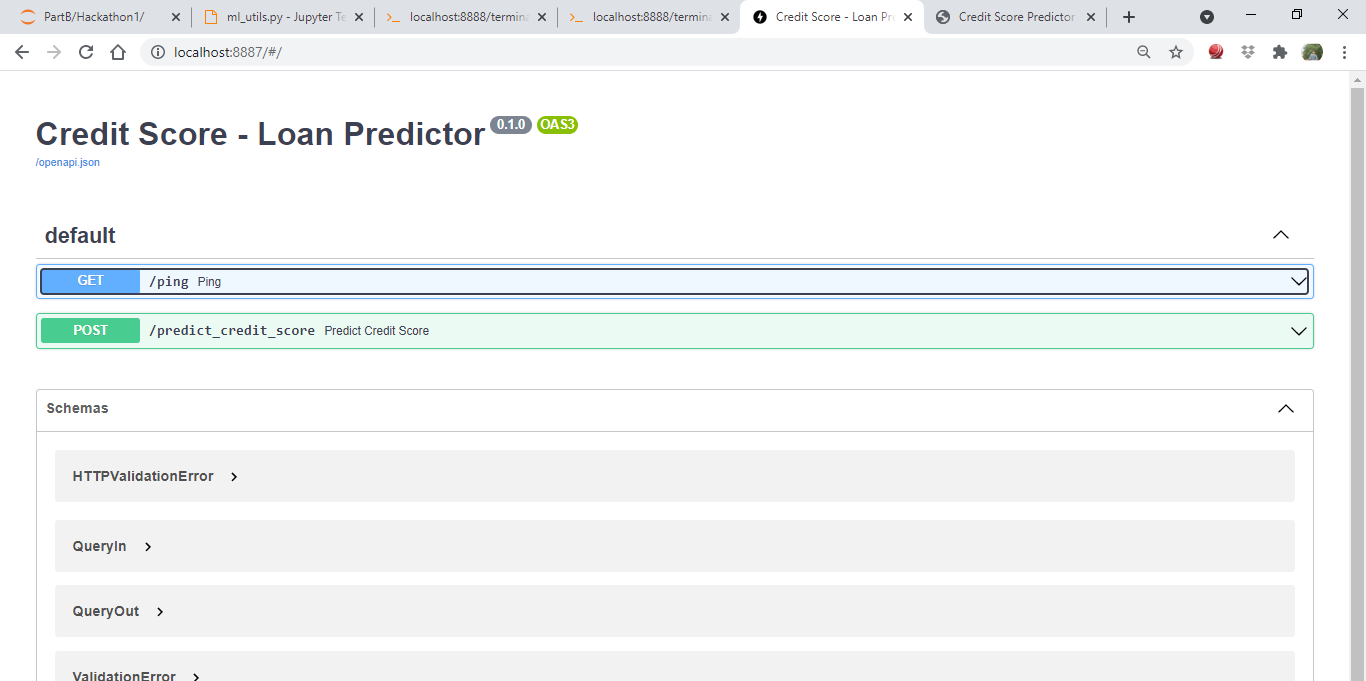 PartB/Hackathon1/
ml_utils.py - Jupyter Te
localhost:8888/termina
localhost:8888/termina
Credit Score - Loan Pr
Credit Score Predictor
localhost:8887/#/
Credit Score - Loan Predictor 0.1.0 OAS3
/openapi.json
default
GET /ping Ping
POST /predict_credit_score Predict Credit Score
Schemas
HTTPValidationError
QueryIn
QueryOut
ValidationError